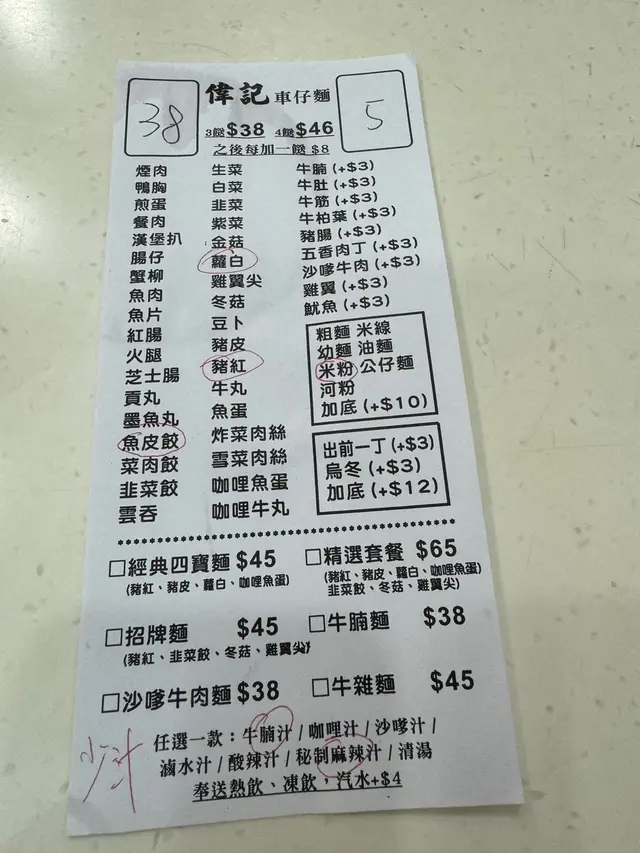 38
偉記 車仔麵
5
3餸$38 4餸$46
之後每加一餸 $8
煙肉
鴨胸
煎蛋
餐肉
漢堡扒
腸仔
蟹柳
魚肉
魚片
紅腸
火腿
芝士腸
貢丸
墨魚丸
魚皮餃
菜肉餃
韭菜餃
雲吞
生菜
白菜
韭菜
紫菜
金菇
蘿白
雞翼尖
冬菇
豆卜
豬皮
豬紅
牛丸
魚蛋
炸菜肉絲
雪菜肉絲
咖哩魚蛋
咖哩牛丸
牛腩 (+$3)
牛肚 (+$3)
牛筋 (+$3)
牛柏葉 (+$3)
豬腸 (+$3)
五香肉丁 (+$3)
沙嗲牛肉 (+$3)
雞翼 (+$3)
魷魚 (+$3)
粗麵 米線
幼麵 油麵
米粉 公仔麵
河粉
加底 (+$10)
出前一丁 (+$3)
烏冬 (+$3)
加底 (+$12)
□經典四寶麵 $45
(豬紅、豬皮、蘿白、咖哩魚蛋)
□精選套餐 $65
(豬紅、豬皮、蘿白、咖哩魚蛋)
韭菜餃、冬菇、雞翼尖)
□招牌麵 $45
(豬紅、韭菜餃、冬菇、雞翼尖)
□牛腩麵 $38
□沙嗲牛肉麵 $38
□牛雜麵 $45
少汁
任選一款：牛腩汁/咖哩汁/沙嗲汁/
滷水汁/酸辣汁/秘制麻辣汁/清湯
奉送熱飲、凍飲，汽水+$4